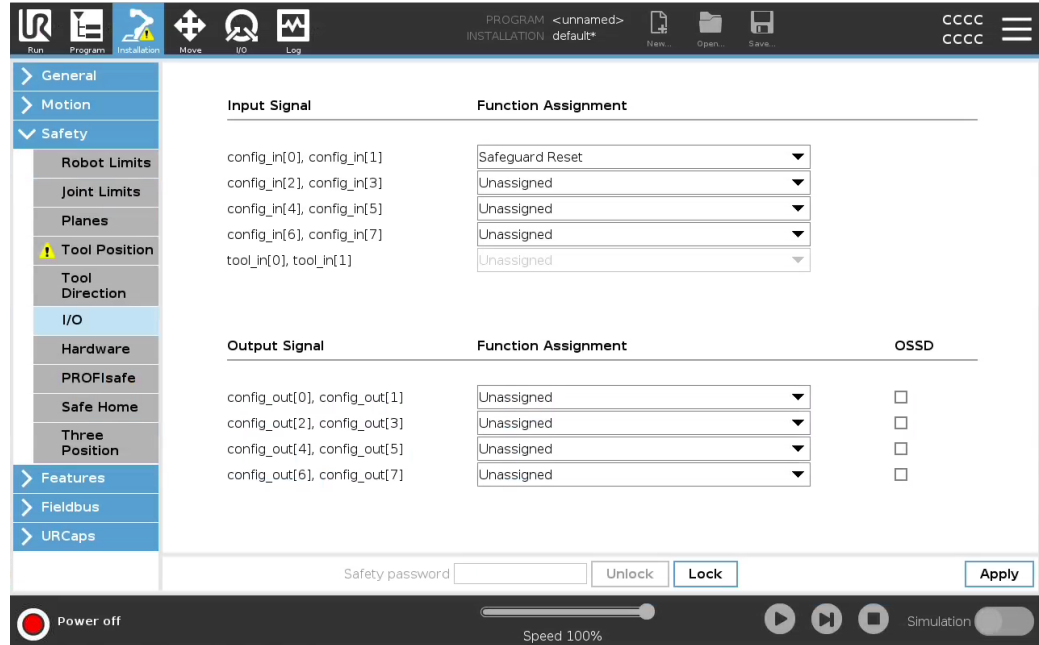 PROGRAM <unnamed>
INSTALLATION default*
CCCC
CCCC
UR
Run
Program
Installation
Move
I/O
Log
New...
Open...
Save...
General
Motion
Safety
Robot Limits
Joint Limits
Planes
Tool Position
Tool
Direction
I/O
Hardware
PROFIsafe
Safe Home
Three
Position
Features
Fieldbus
URCaps
Input Signal Function Assignment
config_in[0], config_in[1] Safeguard Reset
config_in[2], config_in[3] Unassigned
config_in[4], config_in[5] Unassigned
config_in[6], config_in[7] Unassigned
tool_in[0], tool_in[1] Unassigned
Output Signal Function Assignment OSSD
config_out[0], config_out[1] Unassigned
config_out[2], config_out[3] Unassigned
config_out[4], config_out[5] Unassigned
config_out[6], config_out[7] Unassigned
Safety password Unlock Lock Apply
Power off
Speed 100%
Simulation